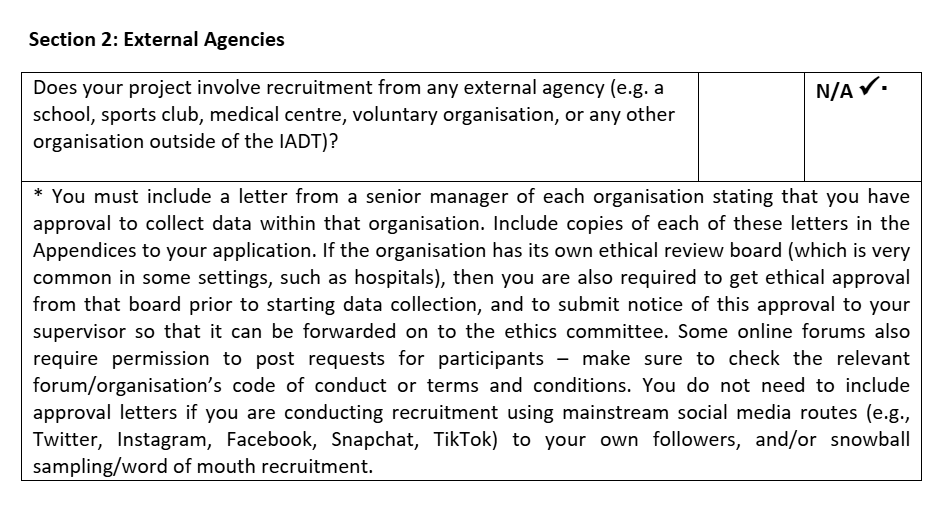 Section 2: External Agencies
Does your project involve recruitment from any external agency (e.g. a
school, sports club, medical centre, voluntary organisation, or any other
organisation outside of the IADT)?
N/A ✓.
* You must include a letter from a senior manager of each organisation stating that you have
approval to collect data within that organisation. Include copies of each of these letters in the
Appendices to your application. If the organisation has its own ethical review board (which is very
common in some settings, such as hospitals), then you are also required to get ethical approval
from that board prior to starting data collection, and to submit notice of this approval to your
supervisor so that it can be forwarded on to the ethics committee. Some online forums also
require permission to post requests for participants – make sure to check the relevant
forum/organisation's code of conduct or terms and conditions. You do not need to include
approval letters if you are conducting recruitment using mainstream social media routes (e.g.,
Twitter, Instagram, Facebook, Snapchat, TikTok) to your own followers, and/or snowball
sampling/word of mouth recruitment.